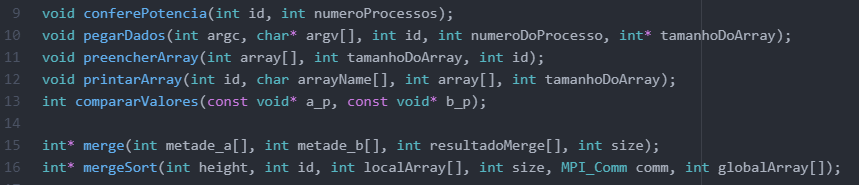 9 void conferePotencia(int id, int numeroProcessos);
10 void pegarDados(int argc, char* argv[], int id, int numeroDoProcesso, int* tamanhoDoArray);
11 void preencherArray(int array[], int tamanhoDoArray, int id);
12 void printarArray(int id, char arrayName[], int array[], int tamanhoDoArray);
13 int compararValores(const void* a_p, const void* b_p);
14
15 int* merge(int metade_a[], int metade_b[], int resultadoMerge[], int size);
16 int* mergeSort(int height, int id, int localArray[], int size, MPI_Comm comm, int globalArray[]);